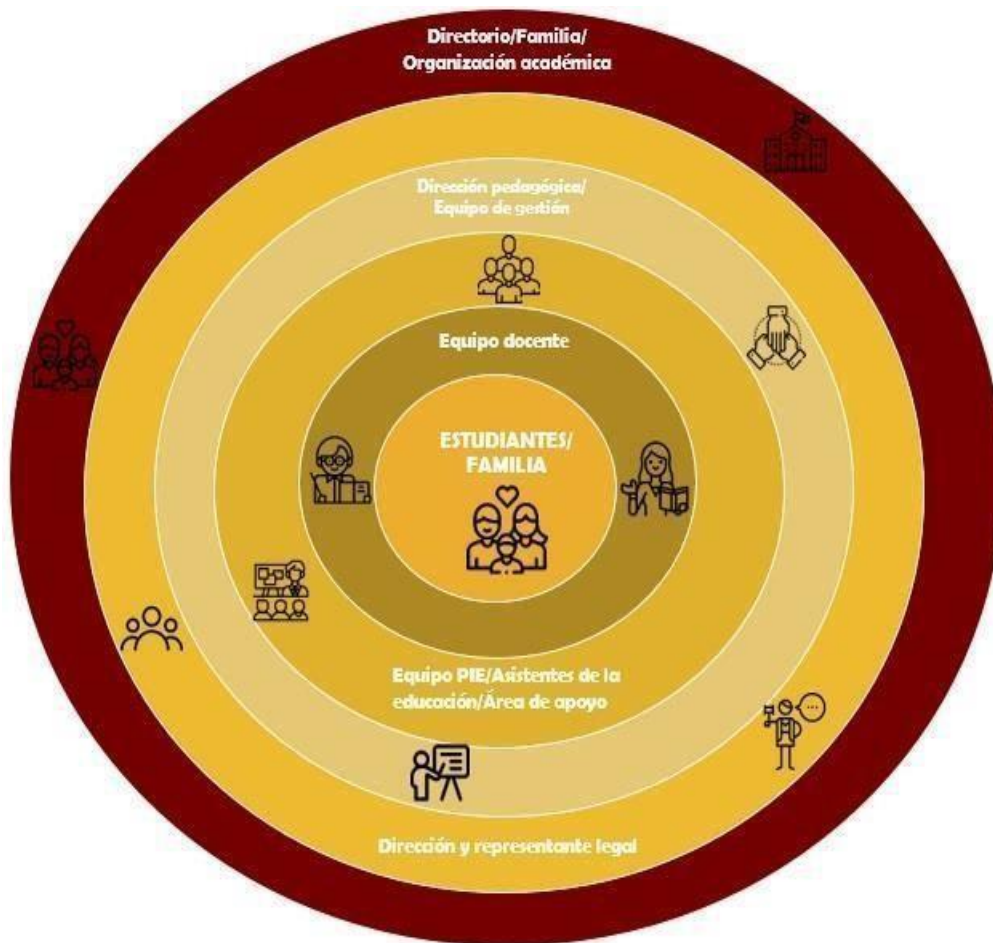 Directorio/Familia/
Organización académica
Dirección pedagógica/
Equipo de gestión
Equipo docente
ESTUDIANTES/
FAMILIA
Equipo PIE/Asistentes de la
educación/Área de apoyo
Dirección y representante legal